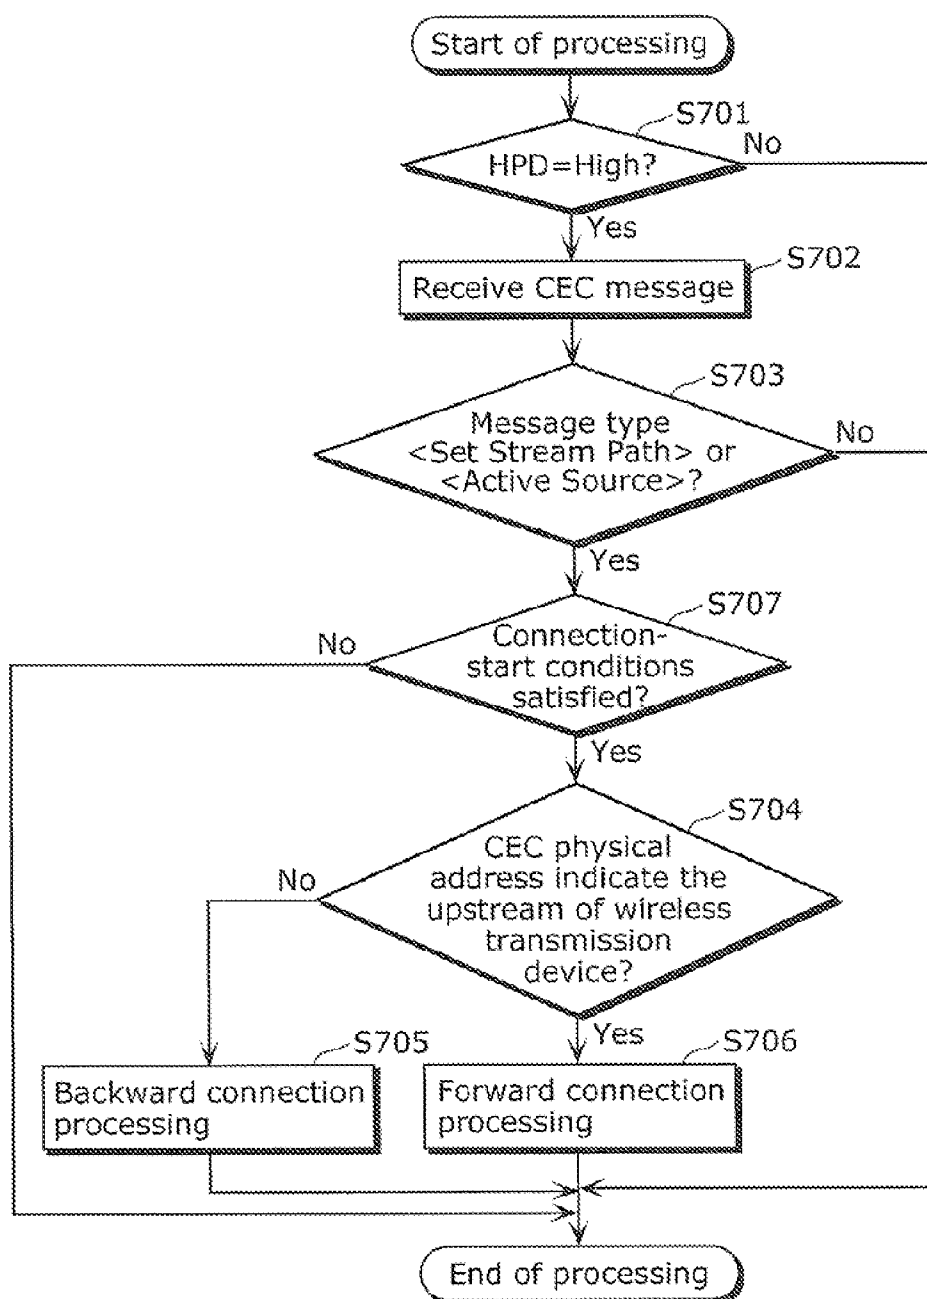 Start of processing
S701
HPD=High?
No
Yes
S702
Receive CEC message
S703
Message type
<Set Stream Path> or
<Active Source>?
No
Yes
S707
Connection-
start conditions
satisfied?
No
Yes
S704
CEC physical
address indicate the
upstream of wireless
transmission
device?
No
Yes
S705
Backward connection
processing
S706
Forward connection
processing
End of processing